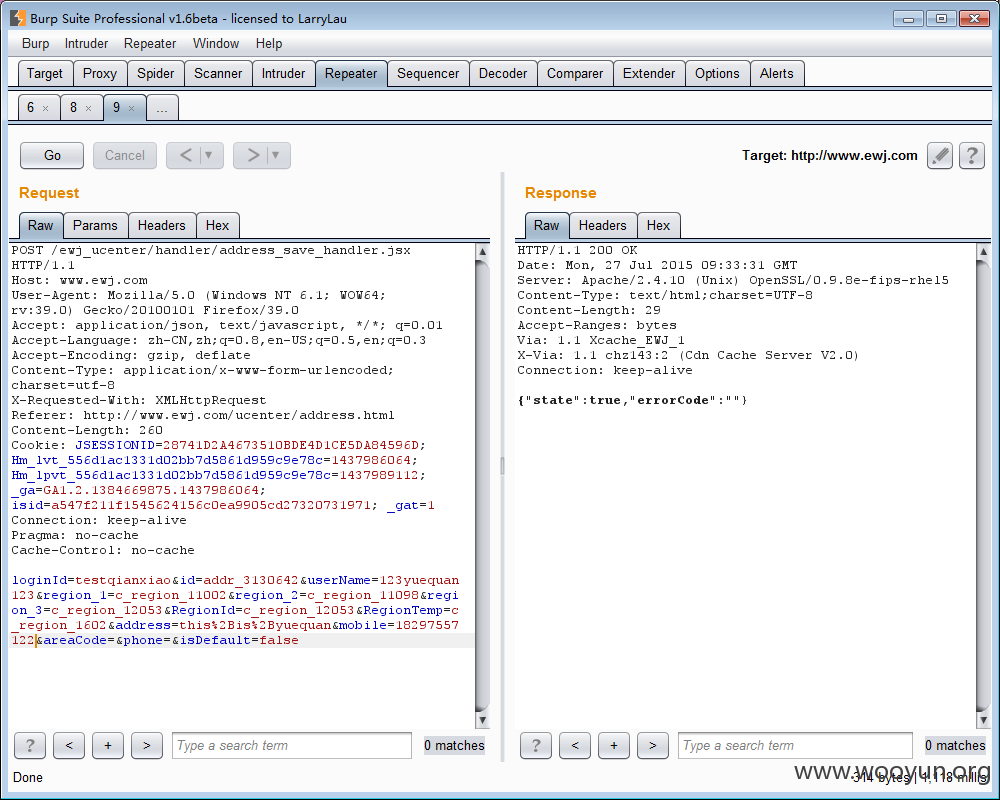 Burp Suite Professional v1.6beta - licensed to LarryLau
Burp Intruder Repeater Window Help
Target Proxy Spider Scanner Intruder Repeater Sequencer Decoder Comparer Extender Options Alerts
6 × 8 × 9 × ...
Go Cancel < ▼ > ▼ Target: http://www.ewj.com ?
Request
Raw Params Headers Hex
POST /ewj_ucenter/handler/address_save_handler.jsx
HTTP/1.1
Host: www.ewj.com
User-Agent: Mozilla/5.0 (Windows NT 6.1; WOW64;
rv:39.0) Gecko/20100101 Firefox/39.0
Accept: application/json, text/javascript, */*; q=0.01
Accept-Language: zh-CN,zh;q=0.8,en-US;q=0.5,en;q=0.3
Accept-Encoding: gzip, deflate
Content-Type: application/x-www-form-urlencoded;
charset=utf-8
X-Requested-With: XMLHttpRequest
Referer: http://www.ewj.com/ucenter/address.html
Content-Length: 260
Cookie: JSESSIONID=28741D2A4673510BDE4D1CE5DA84596D;
Hm_lvt_556d1ac1331d02bb7d5861d959c9e78c=1437986064;
Hm_lpvt_556d1ac1331d02bb7d5861d959c9e78c=1437989112;
_ga=GA1.2.1384669875.1437986064;
isid=a547f211f1545624156c0ea9905cd27320731971; _gat=1
Connection: keep-alive
Pragma: no-cache
Cache-Control: no-cache
loginId=testqianxiao&id=addr_3130642&userName=123yuequan
123&region_1=c_region_11002&region_2=c_region_11098&regi
on_3=c_region_12053&RegionId=c_region_12053&RegionTemp=c
_region_1602&address=this%2Bis%2Byuequan&mobile=18297557
122&areaCode=&phone=&isDefault=false
? < + > Type a search term 0 matches
Response
Raw Headers Hex
HTTP/1.1 200 OK
Date: Mon, 27 Jul 2015 09:33:31 GMT
Server: Apache/2.4.10 (Unix) OpenSSL/0.9.8e-fips-rhel5
Content-Type: text/html;charset=UTF-8
Content-Length: 29
Accept-Ranges: bytes
Via: 1.1 Xcache_EWJ_1
X-Via: 1.1 chz143:2 (Cdn Cache Server V2.0)
Connection: keep-alive
{"state":true,"errorCode":""}
? < + > Type a search term 0 matches
Done
314 bytes | 1,118 millis
www.wooyun.org